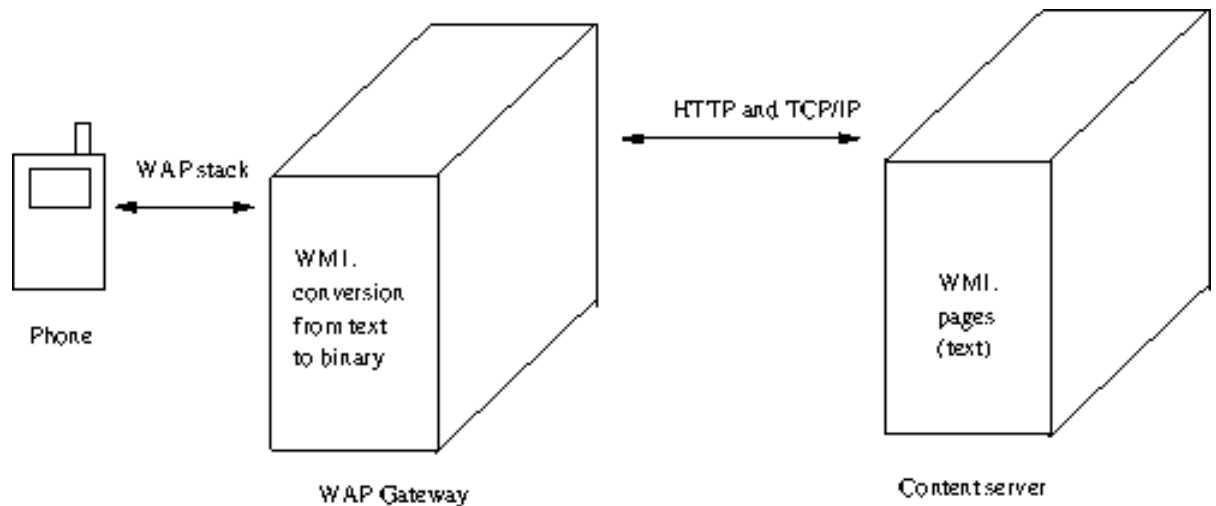 HTTP and TCP/IP
WAP stack
WML
conversion
from text
to binary
WML
pages
(text)
Phone
WAP Gateway
Content server